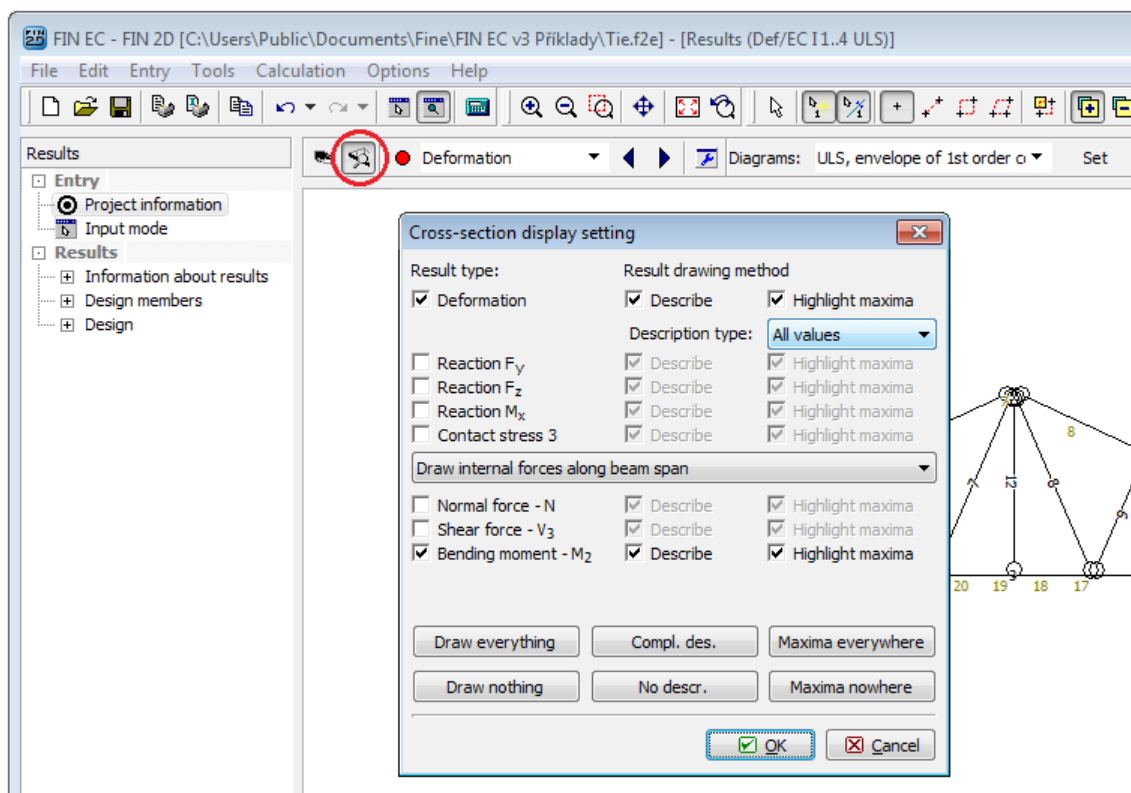 FIN EC - FIN 2D [C:\Users\Public\Documents\Fine\FIN EC v3 Příklady\Tie.f2e] - [Results (Def/EC I 1..4 ULS)]
File Edit Entry Tools Calculation Options Help
Results
Entry
Project information
Input mode
Results
Information about results
Design members
Design
Deformation
Diagrams: ULS, envelope of 1st order Set
Cross-section display setting
Result type: Result drawing method
Deformation Describe Highlight maxima
Description type: All values
Reaction Fy Describe Highlight maxima
Reaction Fz Describe Highlight maxima
Reaction Mx Describe Highlight maxima
Contact stress 3 Describe Highlight maxima
Draw internal forces along beam span
Normal force - N Describe Highlight maxima
Shear force - V3 Describe Highlight maxima
Bending moment - M2 Describe Highlight maxima
Draw everything Compl. des. Maxima everywhere
Draw nothing No descr. Maxima nowhere
OK Cancel
8
12
8
20 19 18 17